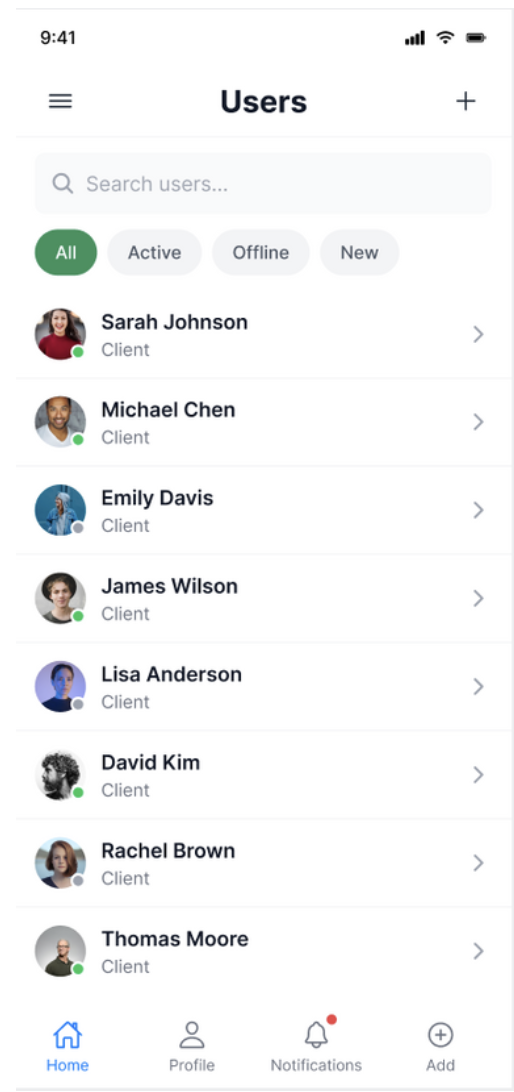 9:41
Users
Search users...
All Active Offline New
Sarah Johnson
Client
Michael Chen
Client
Emily Davis
Client
James Wilson
Client
Lisa Anderson
Client
David Kim
Client
Rachel Brown
Client
Thomas Moore
Client
Home Profile Notifications Add